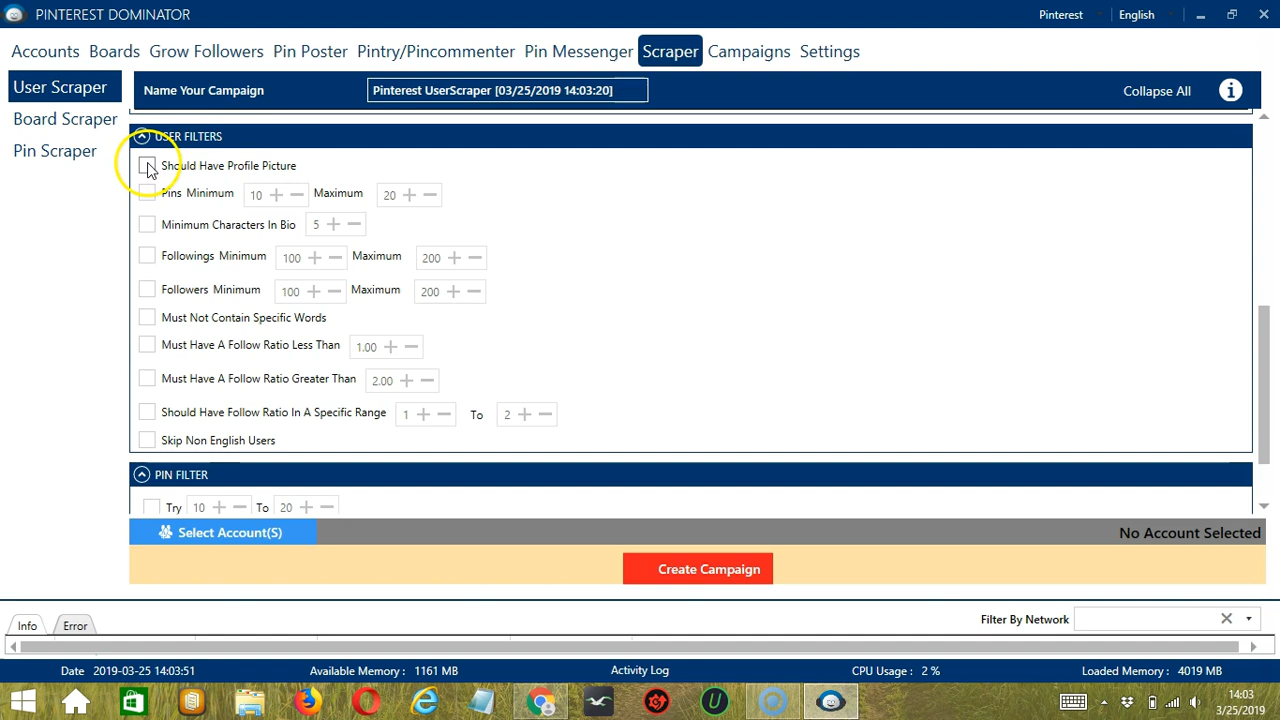 PINTEREST DOMINATOR
Pinterest English
Accounts Boards Grow Followers Pin Poster Pintry/Pincommenter Pin Messenger Scraper Campaigns Settings
User Scraper
Board Scraper
Pin Scraper
Name Your Campaign Pinterest UserScraper [03/25/2019 14:03:20] Collapse All
USER FILTERS
Should Have Profile Picture
Pins Minimum 10 + − Maximum 20 + −
Minimum Characters In Bio 5 + −
Followings Minimum 100 + − Maximum 200 + −
Followers Minimum 100 + − Maximum 200 + −
Must Not Contain Specific Words
Must Have A Follow Ratio Less Than 1.00 + −
Must Have A Follow Ratio Greater Than 2.00 + −
Should Have Follow Ratio In A Specific Range 1 + − To 2 + −
Skip Non English Users
PIN FILTER
Try 10 + − To 20 + −
Select Account(S) No Account Selected
Create Campaign
Info Error Filter By Network
Date 2019-03-25 14:03:51 Available Memory : 1161 MB Activity Log CPU Usage : 2 % Loaded Memory : 4019 MB
14:03
3/25/2019